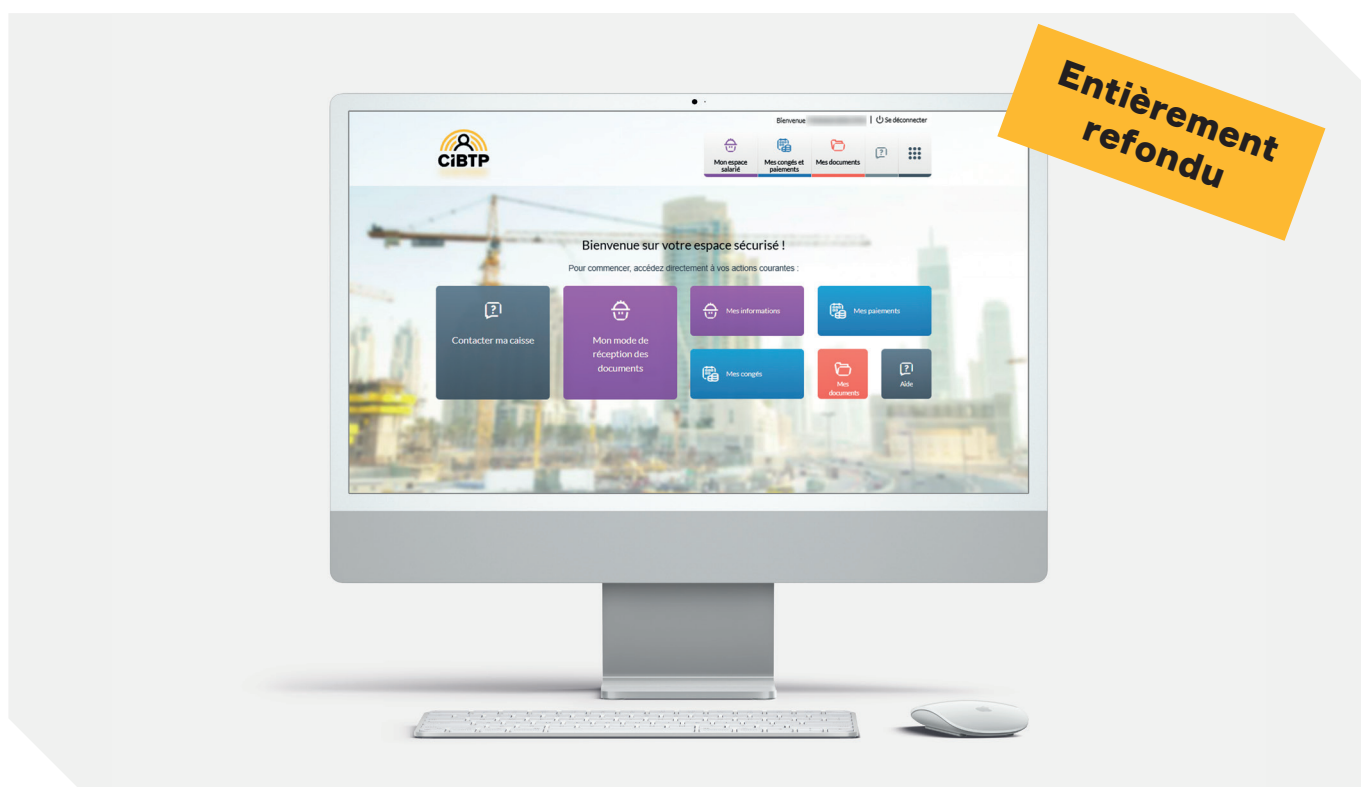 Entièrement
refondu
Bienvenue
Se déconnecter
CiBTP
Mon espace
salarié
Mes congés et
paiements
Mes documents
Bienvenue sur votre espace sécurisé !
Pour commencer, accédez directement à vos actions courantes :
Contacter ma caisse
Mon mode de
réception des
documents
Mes informations
Mes paiements
Mes congés
Mes
documents
Aide